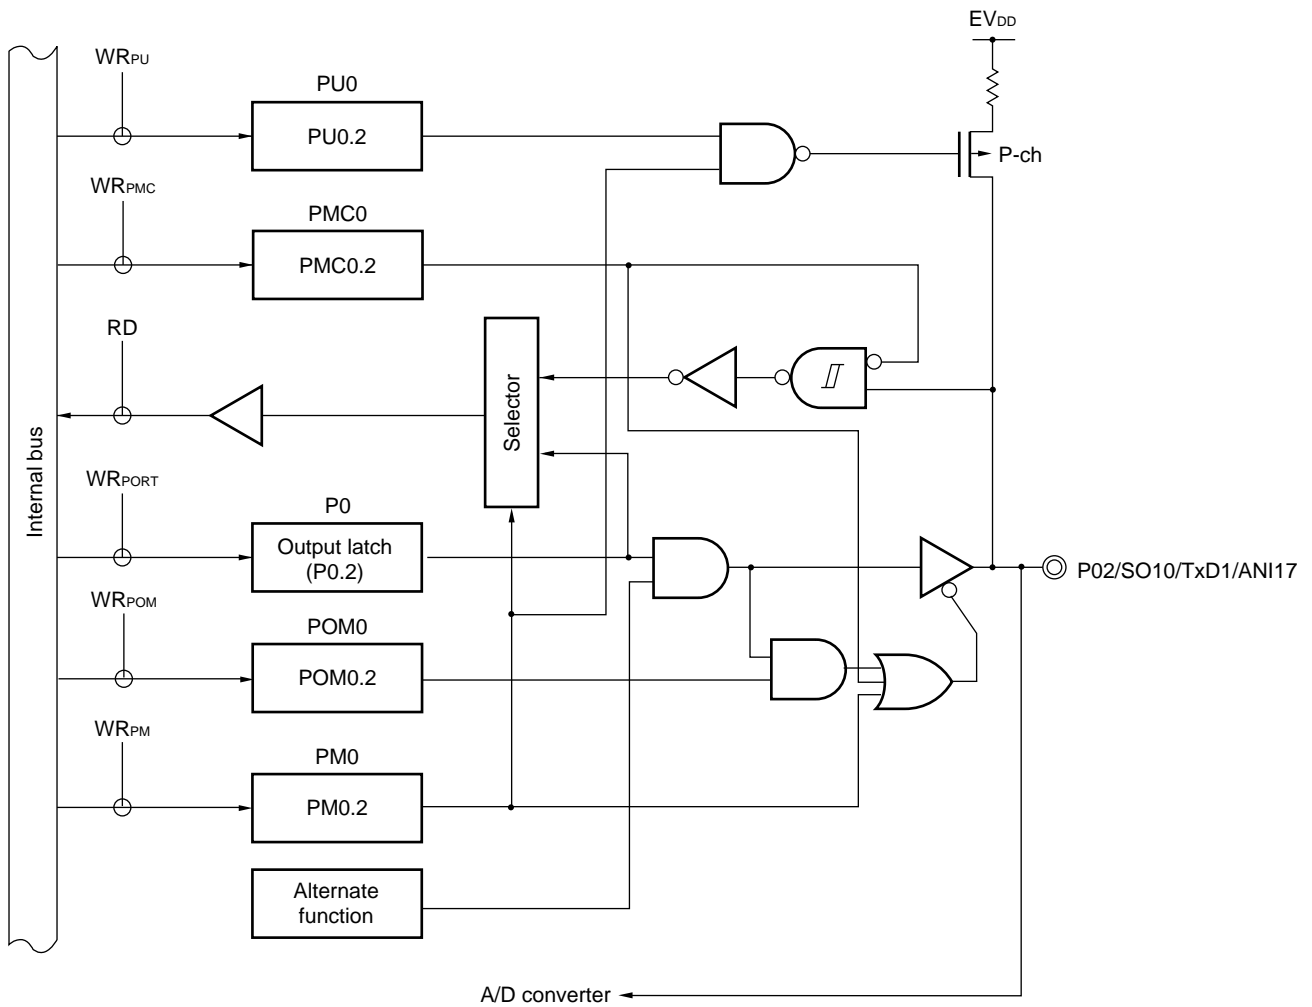 EVDD
WRPU
PU0
PU0.2
P-ch
WRPMC
PMC0
PMC0.2
RD
Selector
Internal bus
WRPORT
P0
Output latch
(P0.2)
P02/SO10/TxD1/ANI17
WRPOM
POM0
POM0.2
WRPM
PM0
PM0.2
Alternate
function
A/D converter